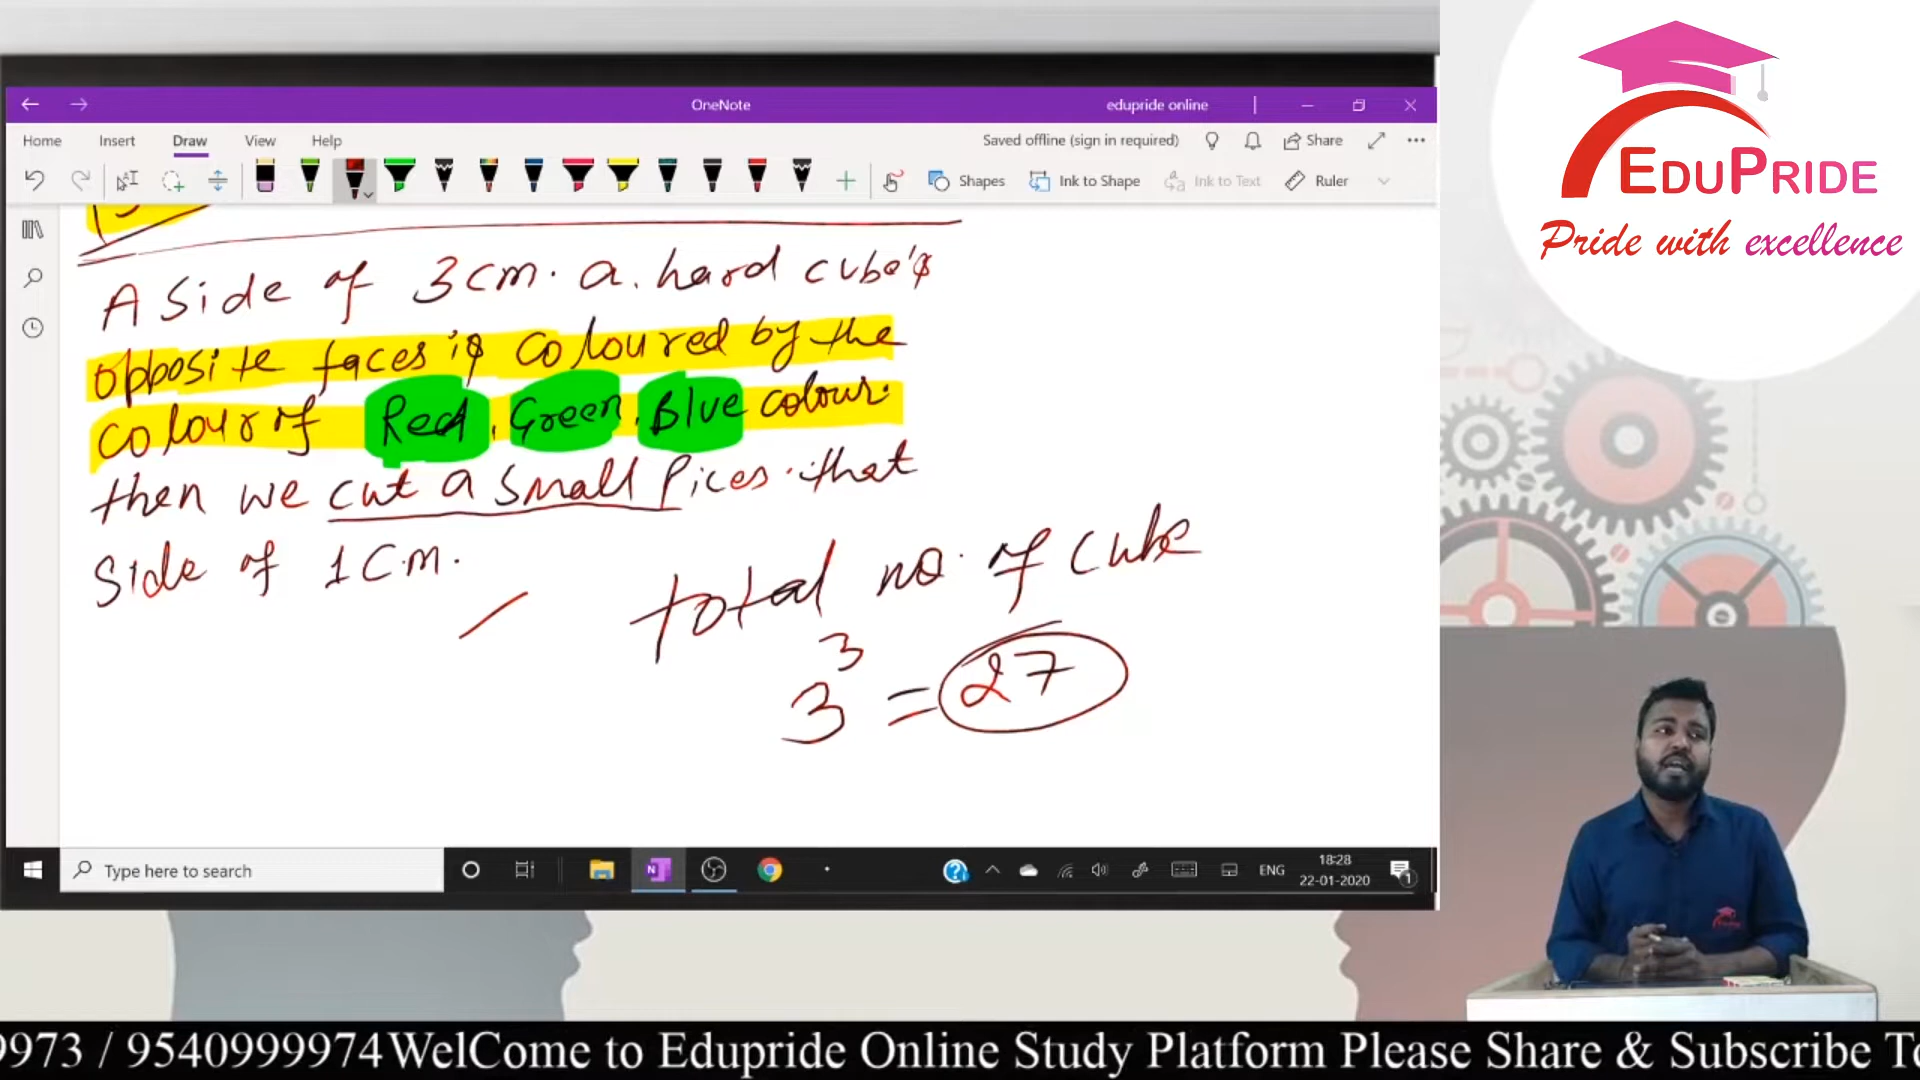 OneNote
edupride online
Home Insert Draw View Help
Saved offline (sign in required)
Share
Shapes
Ink to Shape
Ink to Text
Ruler
EDUPRIDE
Pride with excellence
A Side of 3cm. a. hard cube's
opposite faces is coloured by the
colour of Red, Green, Blue colour.
then we cut a small Pices. that
Side of 1 C.m.
total no. of cube
3³ = 27
Type here to search
ENG
18:28
22-01-2020
1
9973 / 9540999974 WelCome to Edupride Online Study Platform Please Share & Subscribe To